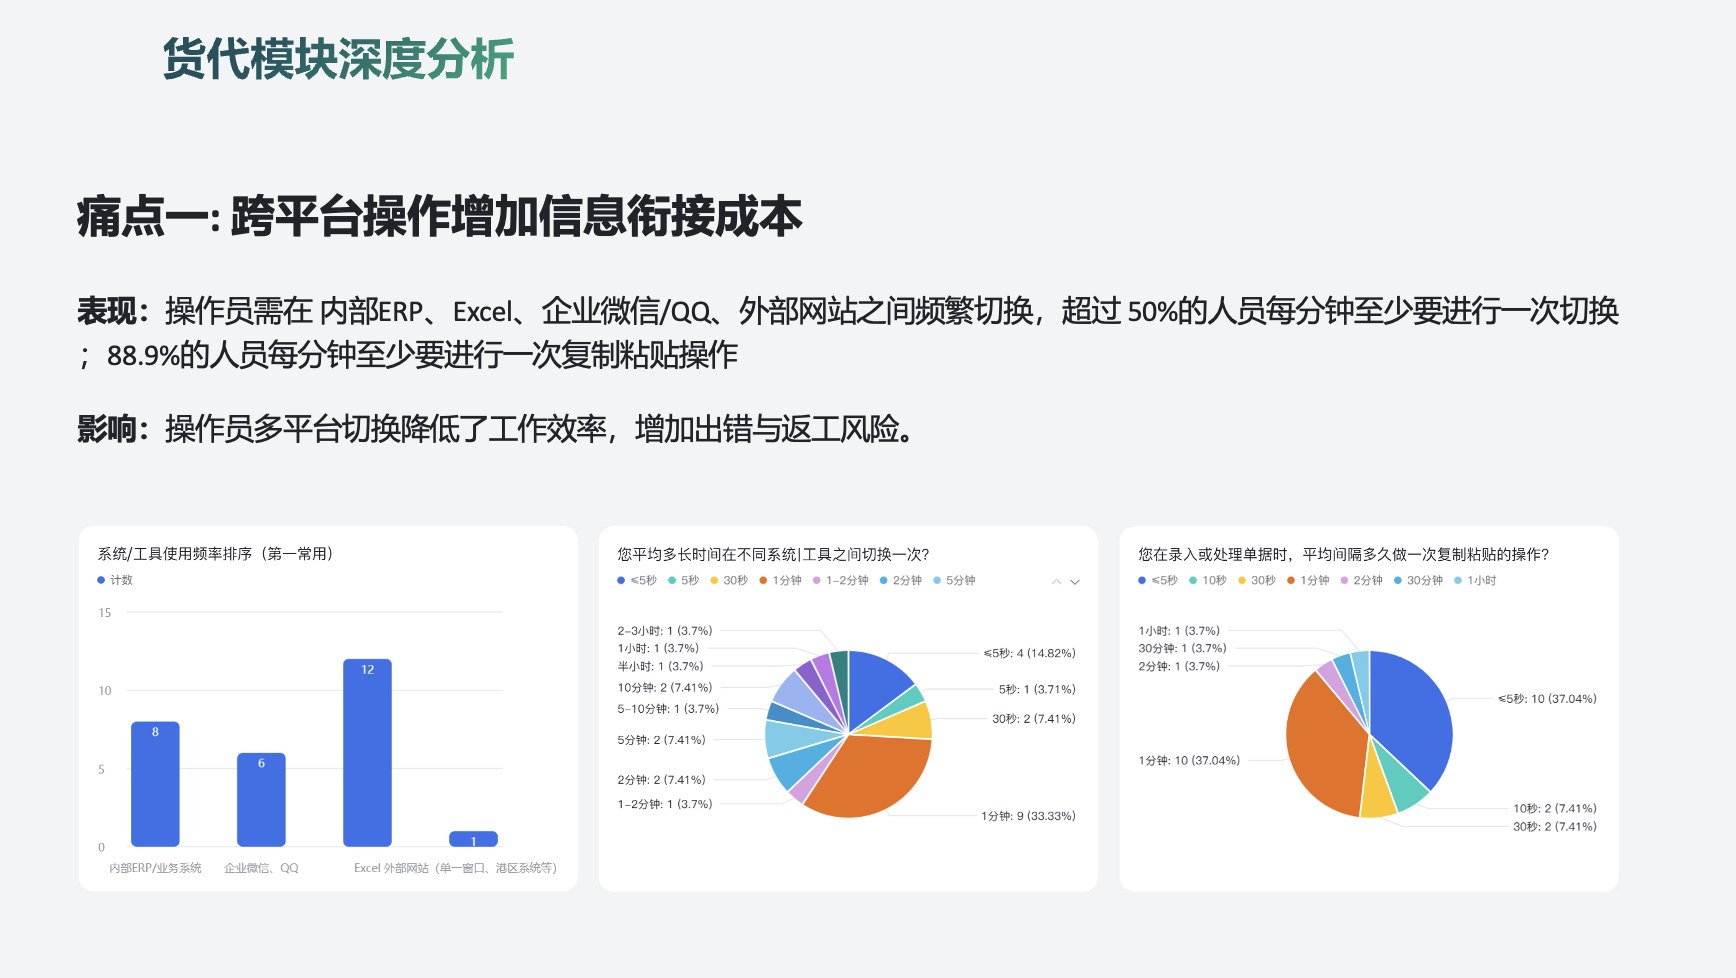 货代模块深度分析
痛点一: 跨平台操作增加信息衔接成本
表现：操作员需在 内部ERP、Excel、企业微信/QQ、外部网站之间频繁切换，超过 50%的人员每分钟至少要进行一次切换
；88.9%的人员每分钟至少要进行一次复制粘贴操作
影响：操作员多平台切换降低了工作效率，增加出错与返工风险。
系统/工具使用频率排序（第一常用）
计数
15
10
5
0
8
6
12
1
内部ERP/业务系统 企业微信、QQ Excel 外部网站（单一窗口、港区系统等）
您平均多长时间在不同系统|工具之间切换一次?
≤5秒 5秒 30秒 1分钟 1-2分钟 2分钟 5分钟
2-3小时: 1 (3.7%)
1小时: 1 (3.7%)
半小时: 1 (3.7%)
10分钟: 2 (7.41%)
5-10分钟: 1 (3.7%)
5分钟: 2 (7.41%)
2分钟: 2 (7.41%)
1-2分钟: 1 (3.7%)
≤5秒: 4 (14.82%)
5秒: 1 (3.71%)
30秒: 2 (7.41%)
1分钟: 9 (33.33%)
您在录入或处理单据时，平均间隔多久做一次复制粘贴的操作?
≤5秒 10秒 30秒 1分钟 2分钟 30分钟 1小时
1小时: 1 (3.7%)
30分钟: 1 (3.7%)
2分钟: 1 (3.7%)
1分钟: 10 (37.04%)
≤5秒: 10 (37.04%)
10秒: 2 (7.41%)
30秒: 2 (7.41%)